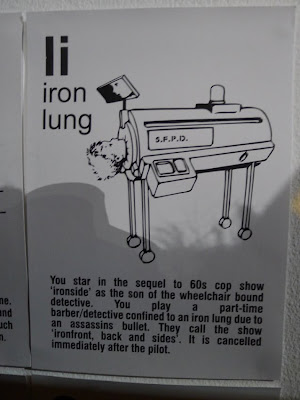 Ii
iron
lung
S.F.P.D.
You star in the sequel to 60s cop show
'ironside' as the son of the wheelchair bound
detective. You play a part-time
barber/detective confined to an iron lung due to
an assassins bullet. They call the show
'ironfront, back and sides'. It is cancelled
immediately after the pilot.